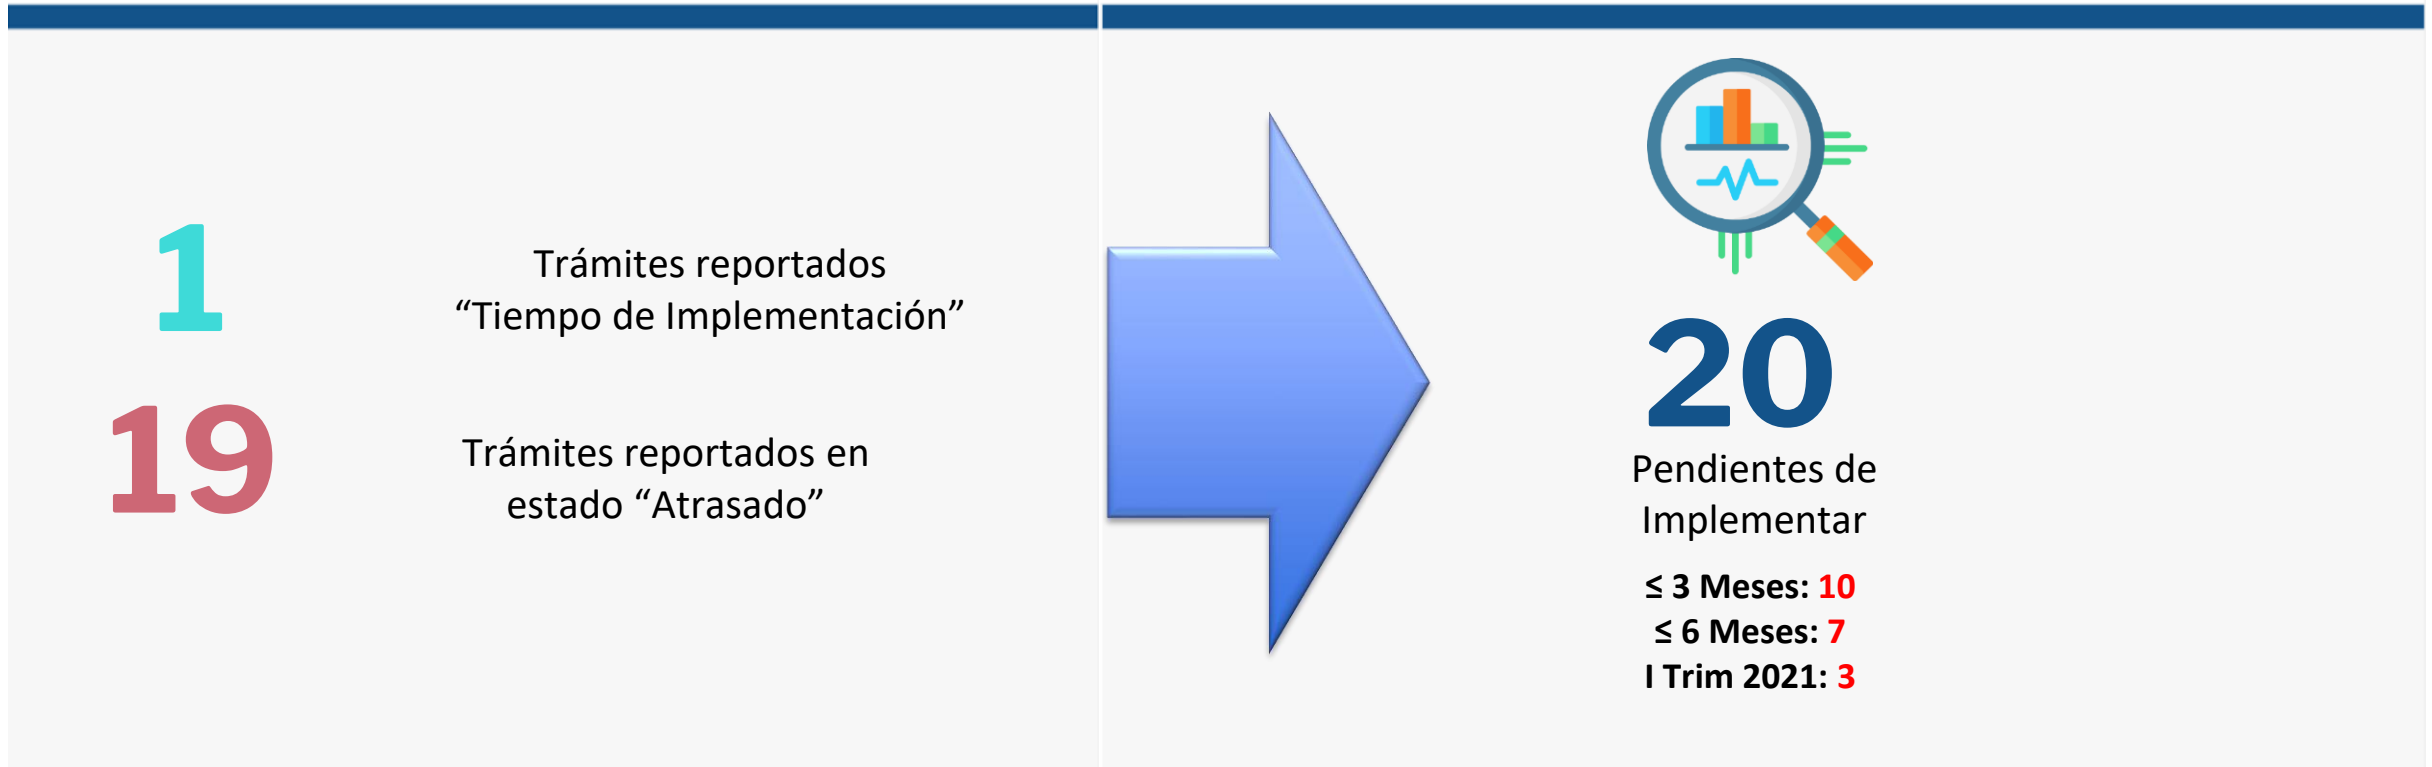 1
Trámites reportados
“Tiempo de Implementación”
19
Trámites reportados en
estado “Atrasado”
20
Pendientes de
Implementar
≤ 3 Meses: 10
≤ 6 Meses: 7
I Trim 2021: 3